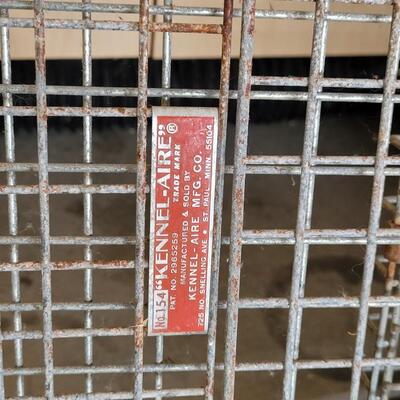 No.154 "KENNEL-AIRE"®
TRADE MARK
PAT. NO. 2965259
MANUFACTURED & SOLD BY
KENNEL-AIRE MFG. CO.
725 NO. SNELLING AVE. ★ ST. PAUL, MINN. 55104